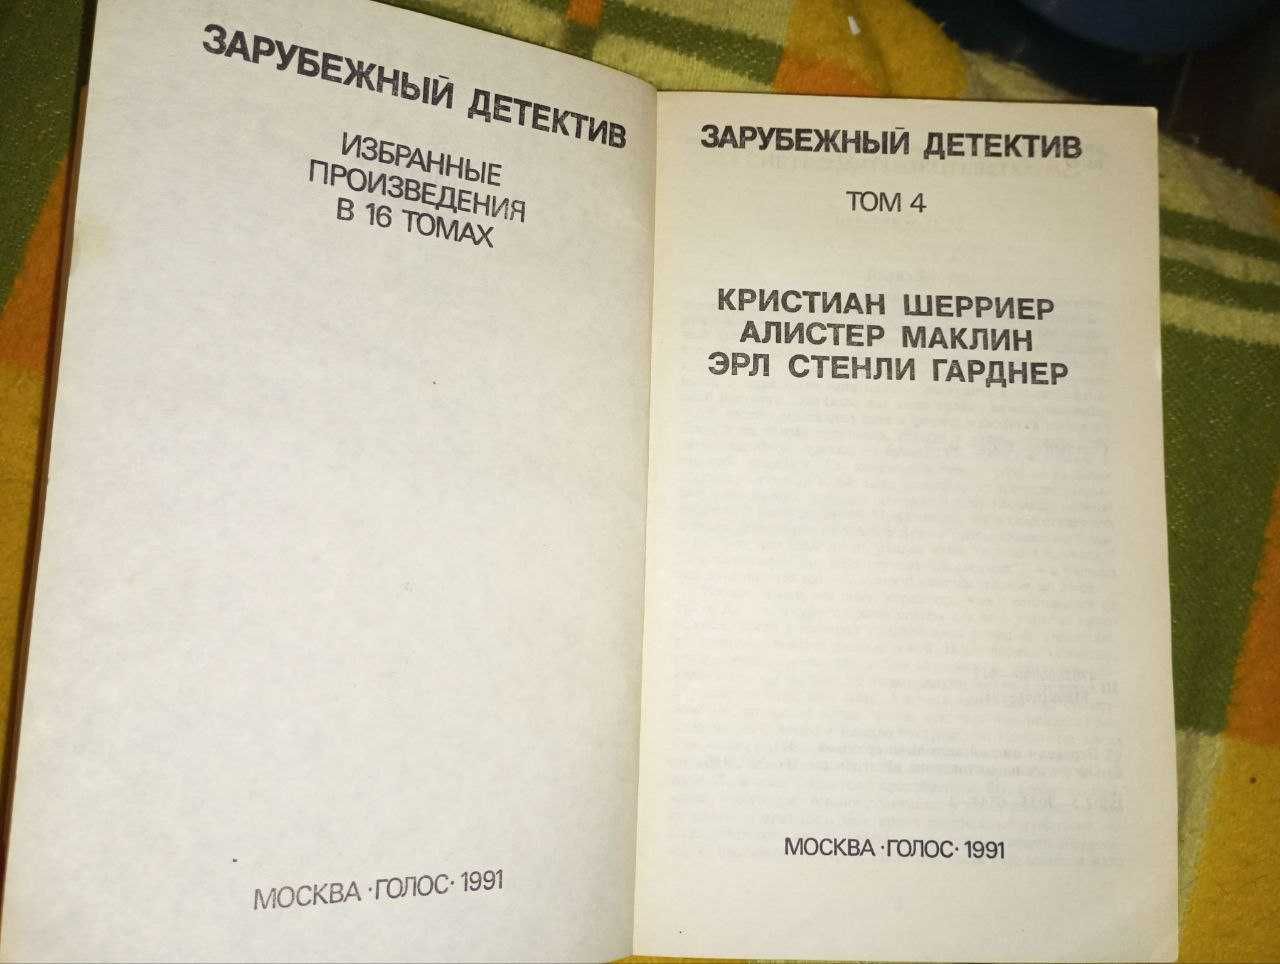 ЗАРУБЕЖНЫЙ ДЕТЕКТИВ
ИЗБРАННЫЕ
ПРОИЗВЕДЕНИЯ
В 16 ТОМАХ
МОСКВА · ГОЛОС · 1991
ЗАРУБЕЖНЫЙ ДЕТЕКТИВ
ТОМ 4
КРИСТИАН ШЕРРИЕР
АЛИСТЕР МАКЛИН
ЭРЛ СТЕНЛИ ГАРДНЕР
МОСКВА · ГОЛОС · 1991